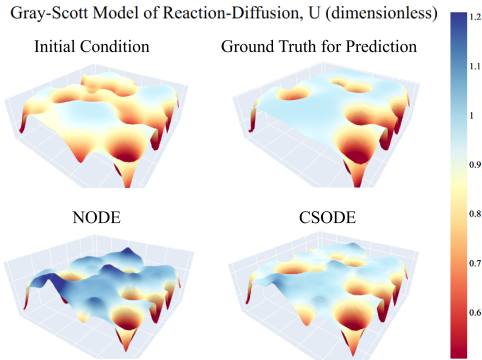 Gray-Scott Model of Reaction-Diffusion, U (dimensionless)
Initial Condition
Ground Truth for Prediction
NODE
CSODE
1.2
1.1
1
0.9
0.8
0.7
0.6